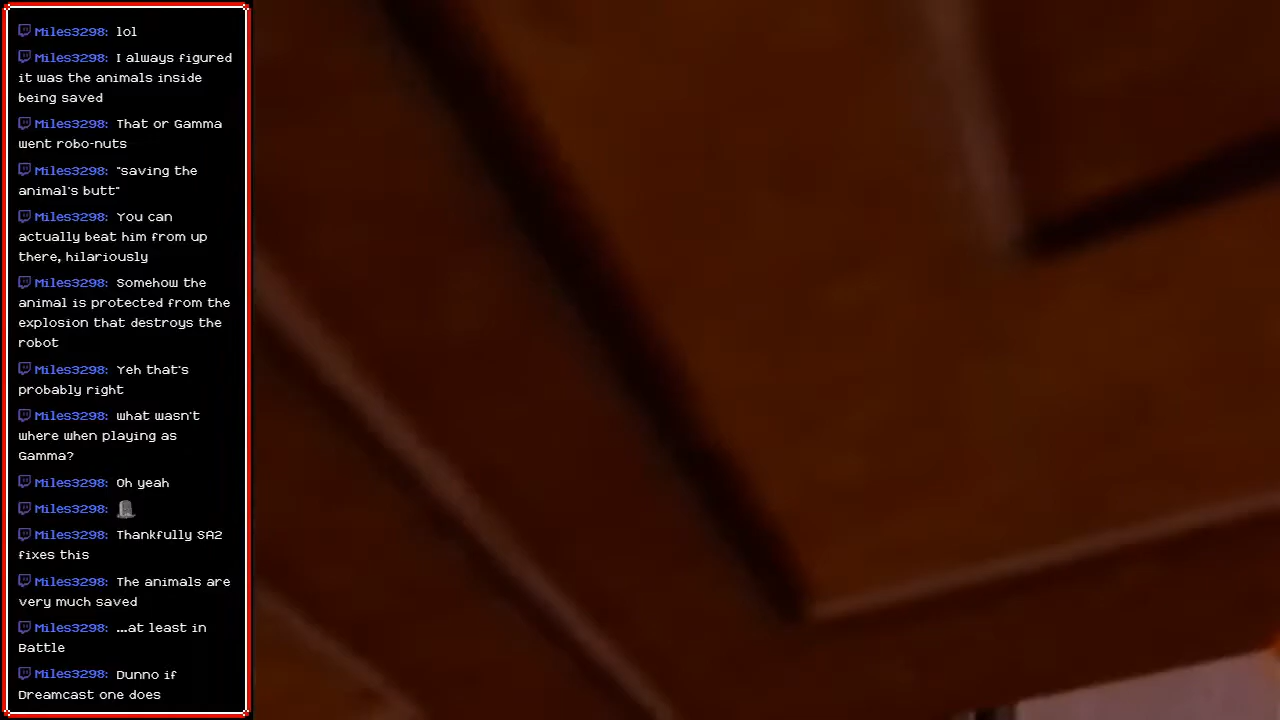 Miles3298: lol
Miles3298: I always figured
it was the animals inside
being saved
Miles3298: That or Gamma
went robo-nuts
Miles3298: "saving the
animal's butt"
Miles3298: You can
actually beat him from up
there, hilariously
Miles3298: Somehow the
animal is protected from the
explosion that destroys the
robot
Miles3298: Yeh that's
probably right
Miles3298: what wasn't
where when playing as
Gamma?
Miles3298: Oh yeah
Miles3298:
Miles3298: Thankfully SA2
fixes this
Miles3298: The animals are
very much saved
Miles3298: ...at least in
Battle
Miles3298: Dunno if
Dreamcast one does